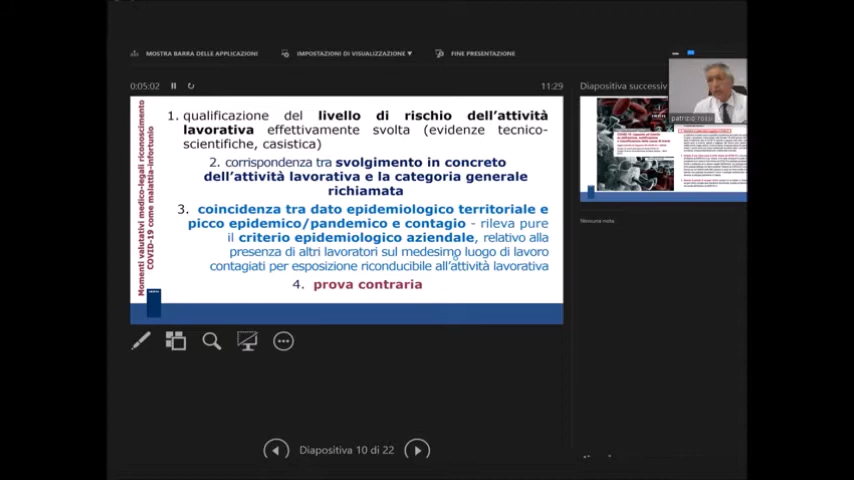 MOSTRA BARRA DELLE APPLICAZIONI
IMPOSTAZIONI DI VISUALIZZAZIONE ▼
FINE PRESENTAZIONE
0:05:02
11:29
Diapositiva successiv
patrizio rossi
Momenti valutativi medico-legali riconoscimento
COVID-19 come malattia-infortunio
1. qualificazione del livello di rischio dell'attività
lavorativa effettivamente svolta (evidenze tecnico-
scientifiche, casistica)
2. corrispondenza tra svolgimento in concreto
dell'attività lavorativa e la categoria generale
richiamata
3. coincidenza tra dato epidemiologico territoriale e
picco epidemico/pandemico e contagio - rileva pure
il criterio epidemiologico aziendale, relativo alla
presenza di altri lavoratori sul medesimo luogo di lavoro
contagiati per esposizione riconducibile all'attività lavorativa
4. prova contraria
Nessuna nota
Diapositiva 10 di 22